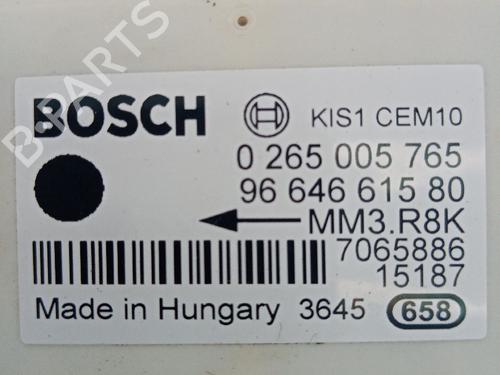 B-PARTS
BOSCH KIS1 CEM10
0 265 005 765
96 646 615 80
MM3.R8K
7065886
15187
Made in Hungary 3645 658